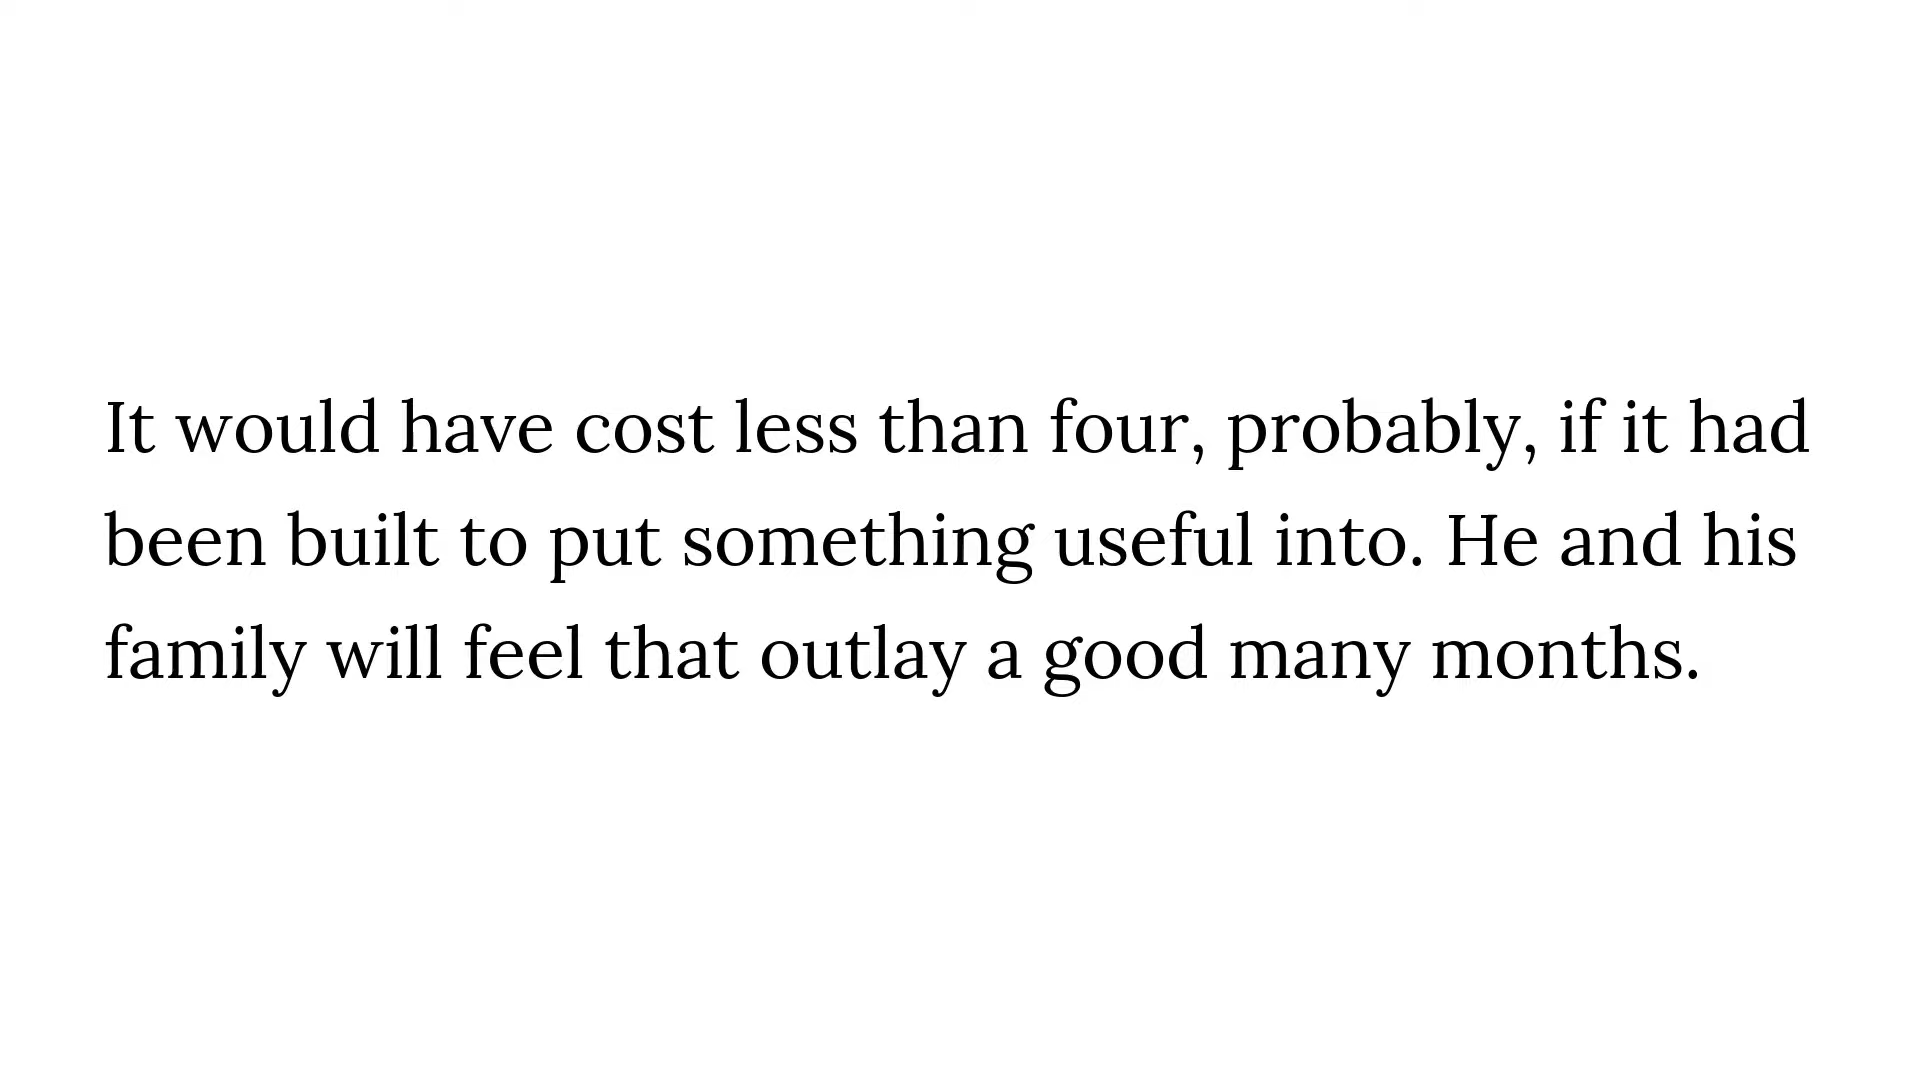 It would have cost less than four, probably, if it had
been built to put something useful into. He and his
family will feel that outlay a good many months.